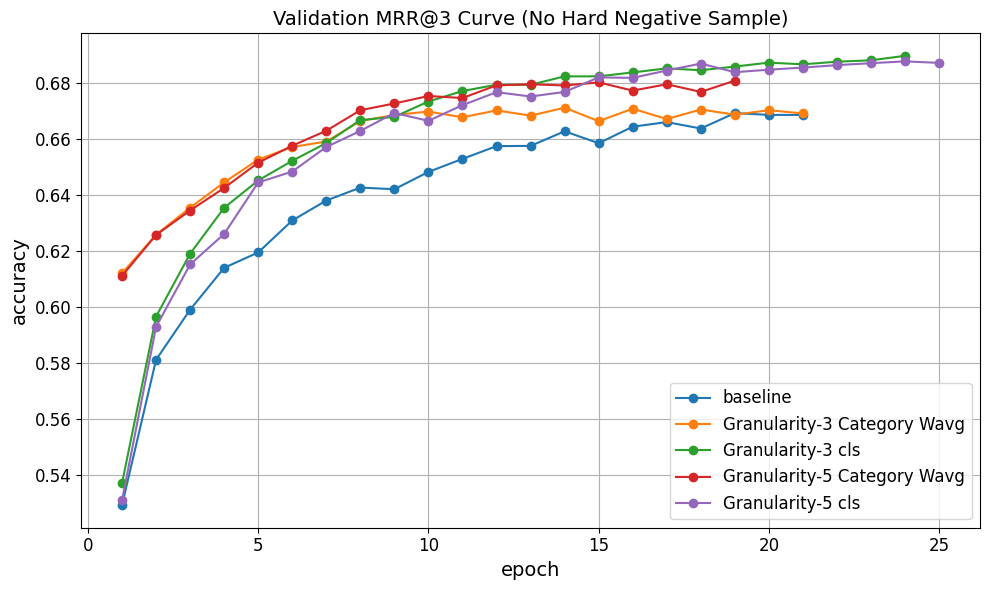 Validation MRR@3 Curve (No Hard Negative Sample)
accuracy
0.68
0.66
0.64
0.62
0.60
0.58
0.56
0.54
baseline
Granularity-3 Category Wavg
Granularity-3 cls
Granularity-5 Category Wavg
Granularity-5 cls
0 5 10 15 20 25
epoch